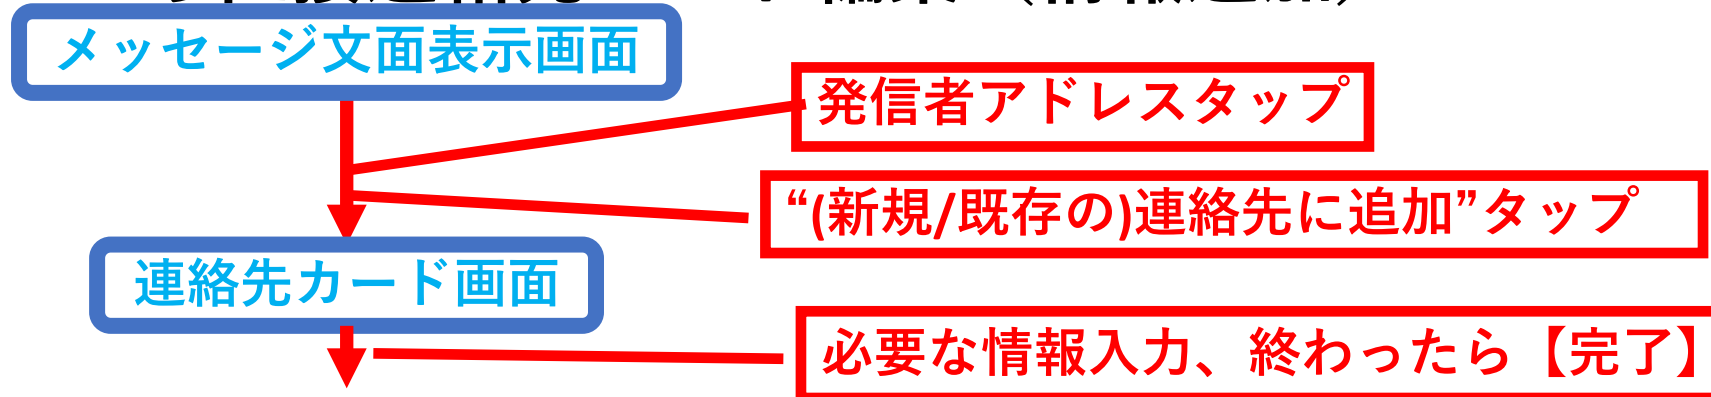 メッセージ文面表示画面
発信者アドレスタップ
“(新規/既存の)連絡先に追加”タップ
連絡先カード画面
必要な情報入力、終わったら【完了】